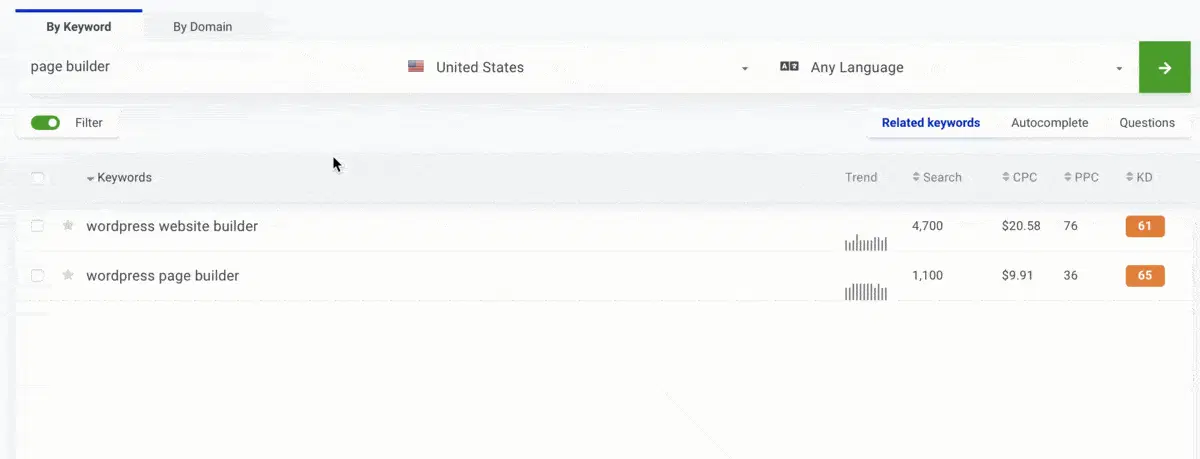 By Keyword By Domain
page builder United States Any Language
Filter Related keywords Autocomplete Questions
Keywords Trend Search CPC PPC KD
wordpress website builder 4,700 $20.58 76 61
wordpress page builder 1,100 $9.91 36 65